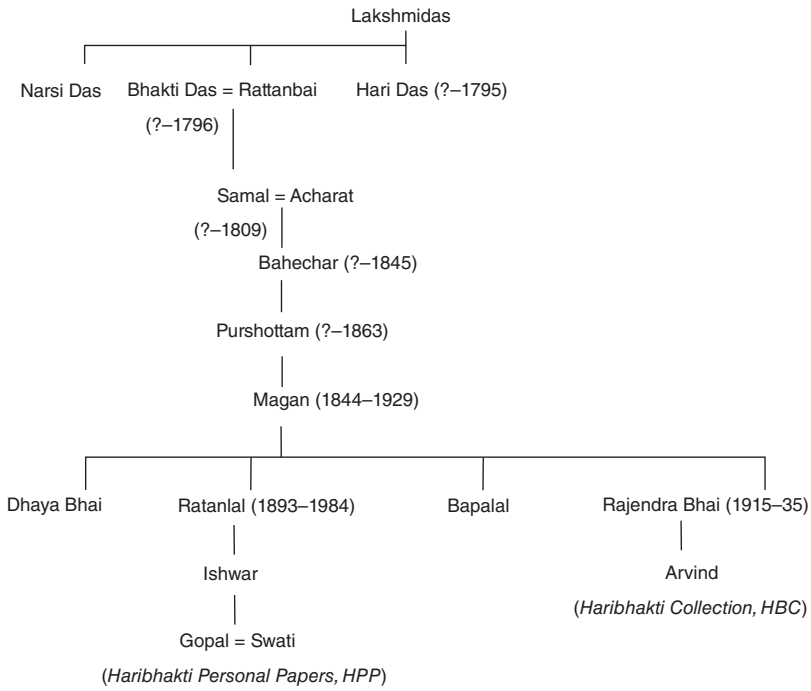 Lakshmidas
Narsi Das Bhakti Das = Rattanbai Hari Das (?–1795)
(?–1796)
Samal = Acharat
(?–1809)
Bahechar (?–1845)
Purshottam (?–1863)
Magan (1844–1929)
Dhaya Bhai Ratanlal (1893–1984) Bapalal Rajendra Bhai (1915–35)
Ishwar Arvind
(Haribhakti Collection, HBC)
Gopal = Swati
(Haribhakti Personal Papers, HPP)